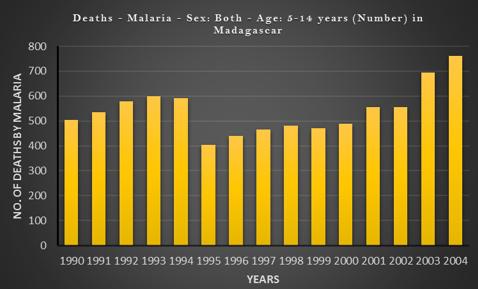 Deaths - Malaria - Sex: Both - Age: 5-14 years (Number) in
Madagascar
800
700
600
500
400
300
200
100
0
NO. OF DEATHSBY MALARIA
1990 1991 1992 1993 1994 1995 1996 1997 1998 1999 2000 2001 2002 2003 2004
YEARS